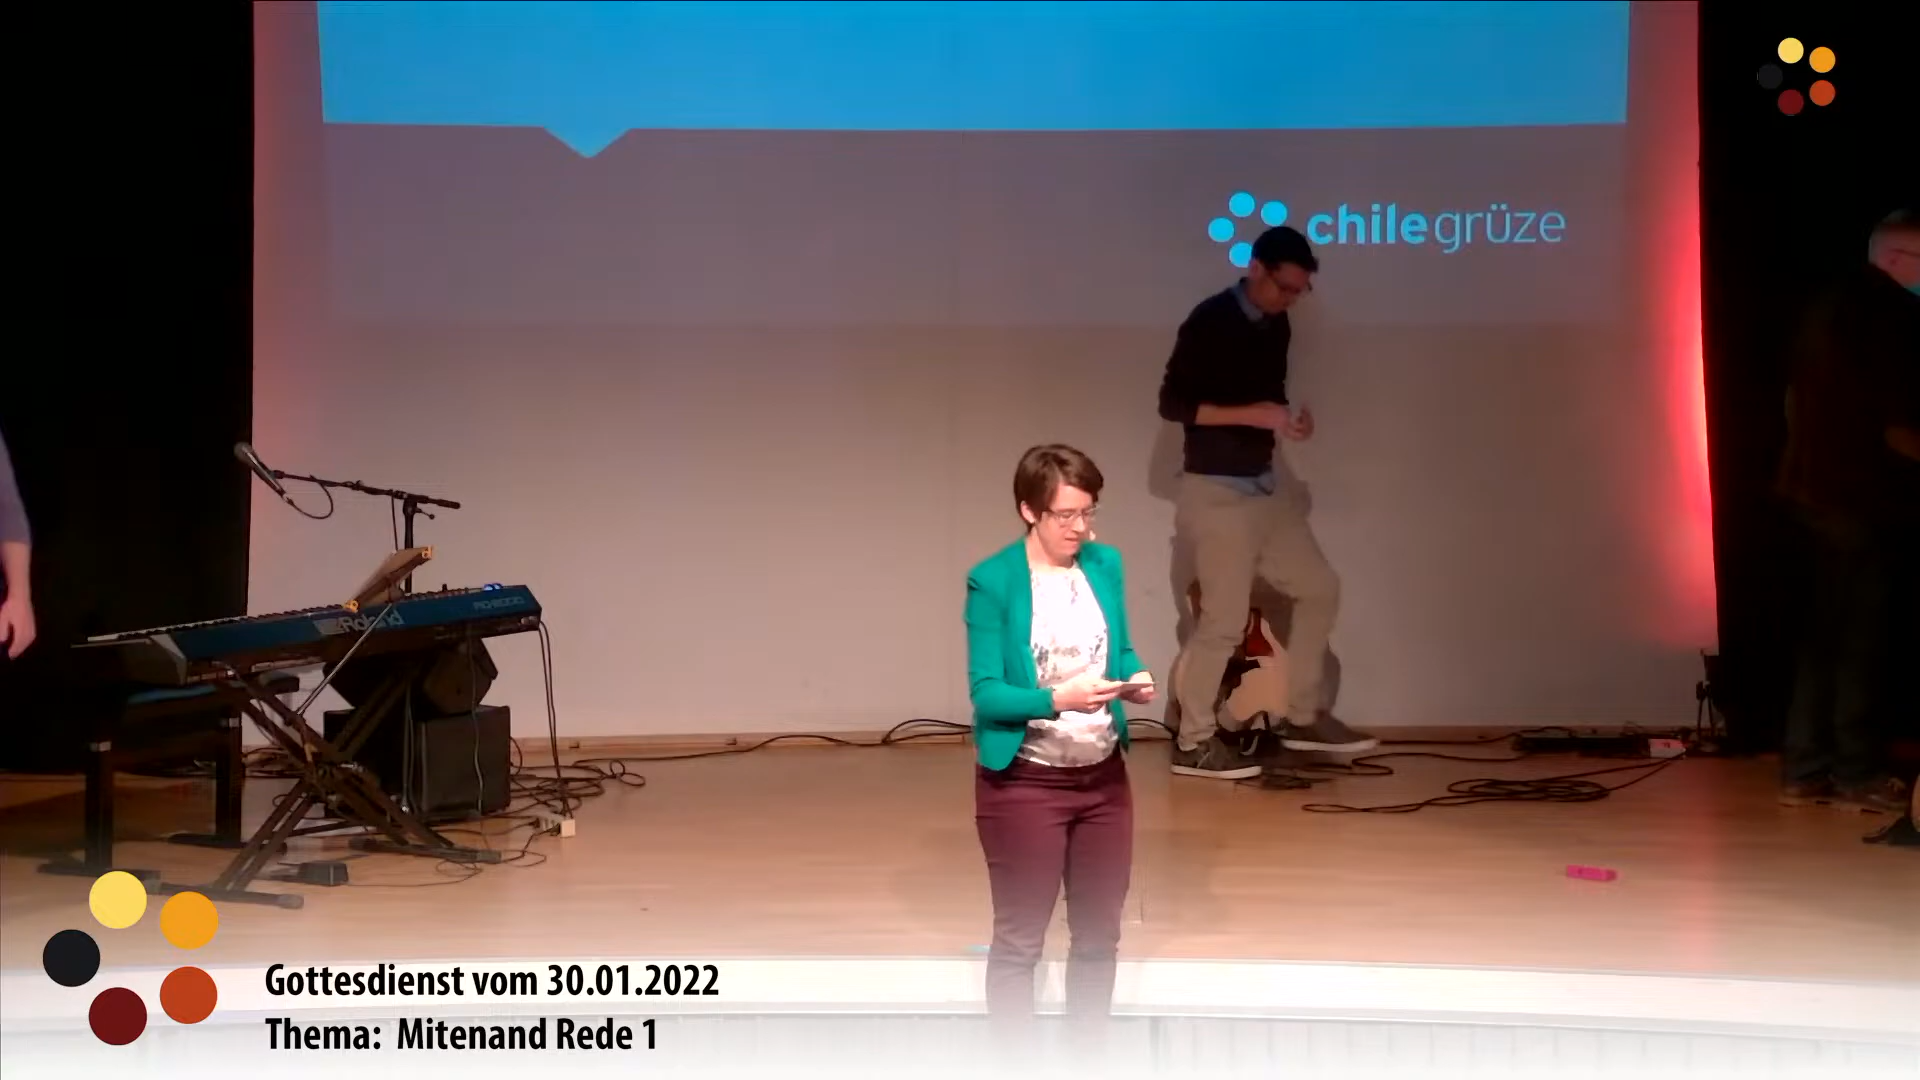 chilegrüze
Roland
Gottesdienst vom 30.01.2022
Thema: Mitenand Rede 1